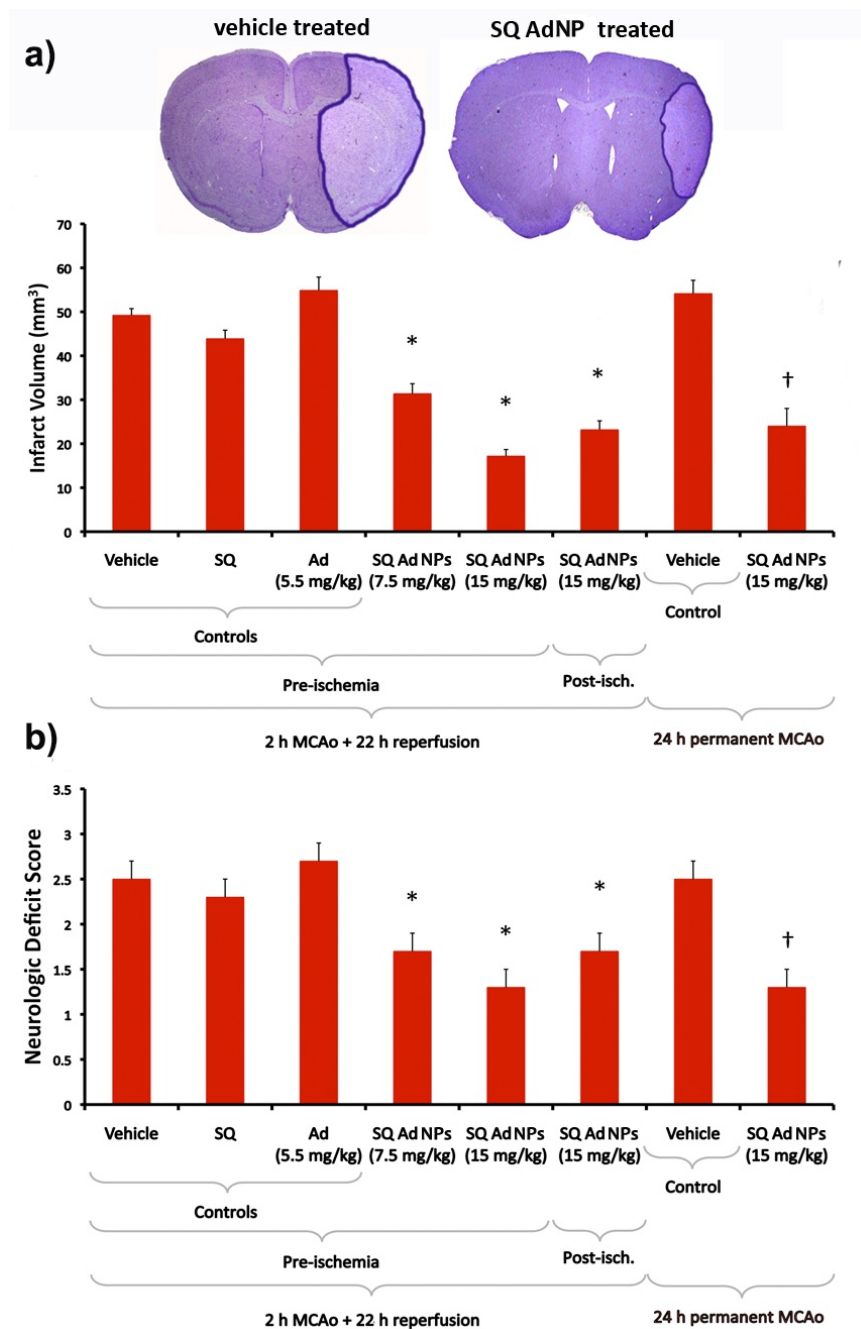 vehicle treated SQ AdNP treated
a)
Infarct Volume (mm³)
70
60
50
40
30
20
10
0
Vehicle SQ Ad SQ Ad NPs SQ Ad NPs SQ Ad NPs Vehicle SQ Ad NPs
(5.5 mg/kg) (7.5 mg/kg) (15 mg/kg) (15 mg/kg) (15 mg/kg)
* * * †
Control
Controls
Pre-ischemia Post-isch.
2 h MCAo + 22 h reperfusion 24 h permanent MCAo
b)
Neurologic Deficit Score
3.5
3
2.5
2
1.5
1
0.5
0
* * * †
Vehicle SQ Ad SQ Ad NPs SQ Ad NPs SQ Ad NPs Vehicle SQ Ad NPs
(5.5 mg/kg) (7.5 mg/kg) (15 mg/kg) (15 mg/kg) (15 mg/kg)
Control
Controls
Pre-ischemia Post-isch.
2 h MCAo + 22 h reperfusion 24 h permanent MCAo